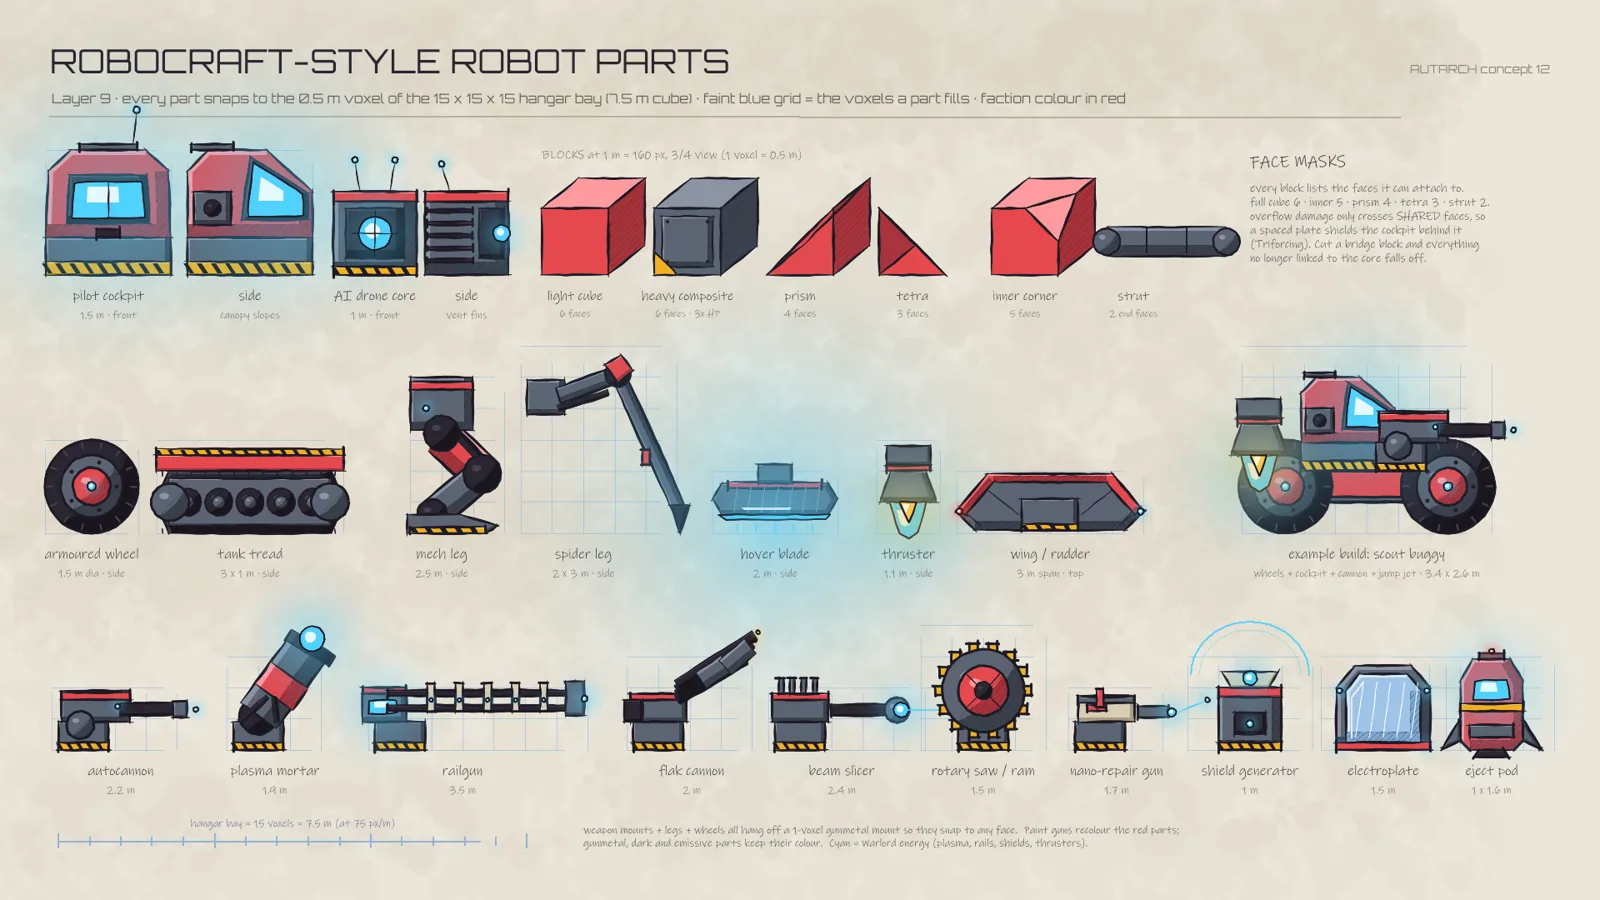 ROBOCRAFT-STYLE ROBOT PARTS
AUTARCH concept 12
Layer 9 · every part snaps to the 0.5 m voxel of the 15 x 15 x 15 hangar bay (7.5 m cube) · faint blue grid = the voxels a part fills · faction colour in red
BLOCKS at 1 m = 160 px, 3/4 view (1 voxel = 0.5 m)
FACE MASKS
every block lists the faces it can attach to.
full cube 6 · inner 5 · prism 4 · tetra 3 · strut 2.
overflow damage only crosses SHARED faces, so
a spaced plate shields the cockpit behind it
(Triforcing). Cut a bridge block and everything
no longer linked to the core falls off.
pilot cockpit
1.5 m · front
side
canopy slopes
AI drone core
1 m · front
side
vent fins
light cube
6 faces
heavy composite
6 faces · 3x HP
prism
4 faces
tetra
3 faces
inner corner
5 faces
strut
2 end faces
armoured wheel
1.5 m dia · side
tank tread
3 x 1 m · side
mech leg
2.5 m · side
spider leg
2 x 3 m · side
hover blade
2 m · side
thruster
1.1 m · side
wing / rudder
3 m span · top
example build: scout buggy
wheels + cockpit + cannon + jump jet · 3.4 x 2.6 m
autocannon
2.2 m
plasma mortar
1.9 m
railgun
3.5 m
flak cannon
2 m
beam slicer
2.4 m
rotary saw / ram
1.5 m
nano-repair gun
1.7 m
shield generator
1 m
electroplate
1.5 m
eject pod
1 x 1.6 m
hangar bay = 15 voxels = 7.5 m (at 75 px/m)
weapon mounts + legs + wheels all hang off a 1-voxel gunmetal mount so they snap to any face. Paint guns recolour the red parts;
gunmetal, dark and emissive parts keep their colour. Cyan = Warlord energy (plasma, rails, shields, thrusters).